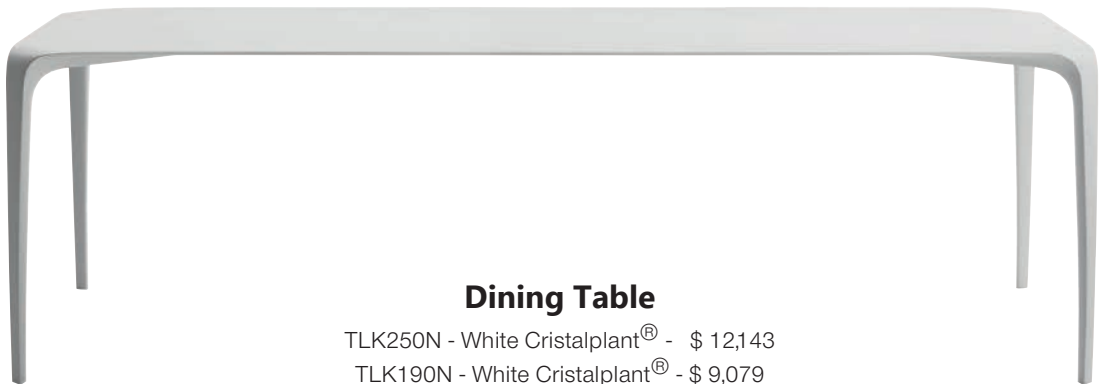 Dining Table
TLK250N - White Cristalplant® - $ 12,143
TLK190N - White Cristalplant® - $ 9,079